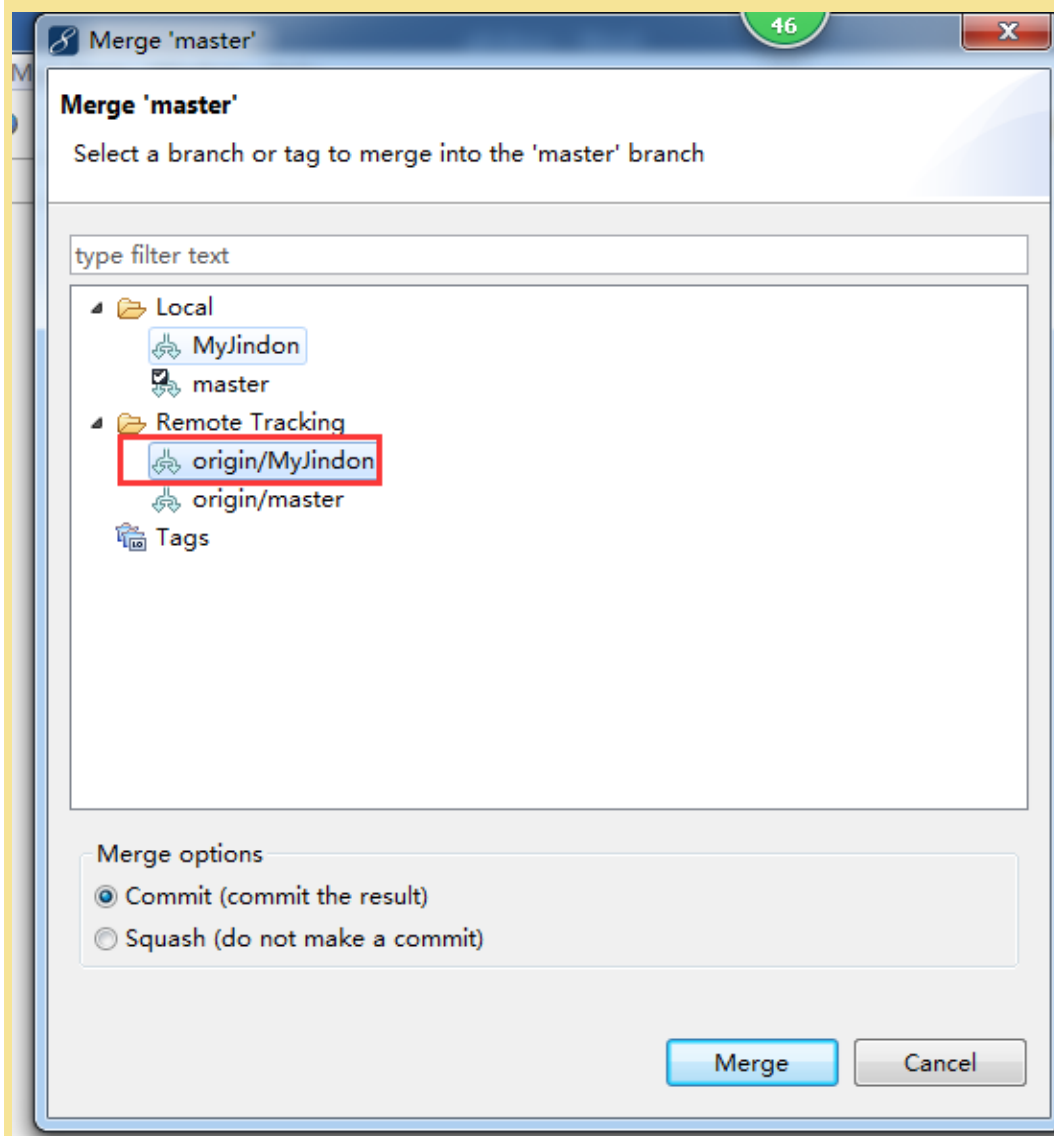 Merge 'master'
46
x
M
Merge 'master'
Select a branch or tag to merge into the 'master' branch
type filter text
Local
MyJindon
master
Remote Tracking
origin/MyJindon
origin/master
Tags
Merge options
Commit (commit the result)
Squash (do not make a commit)
Merge
Cancel